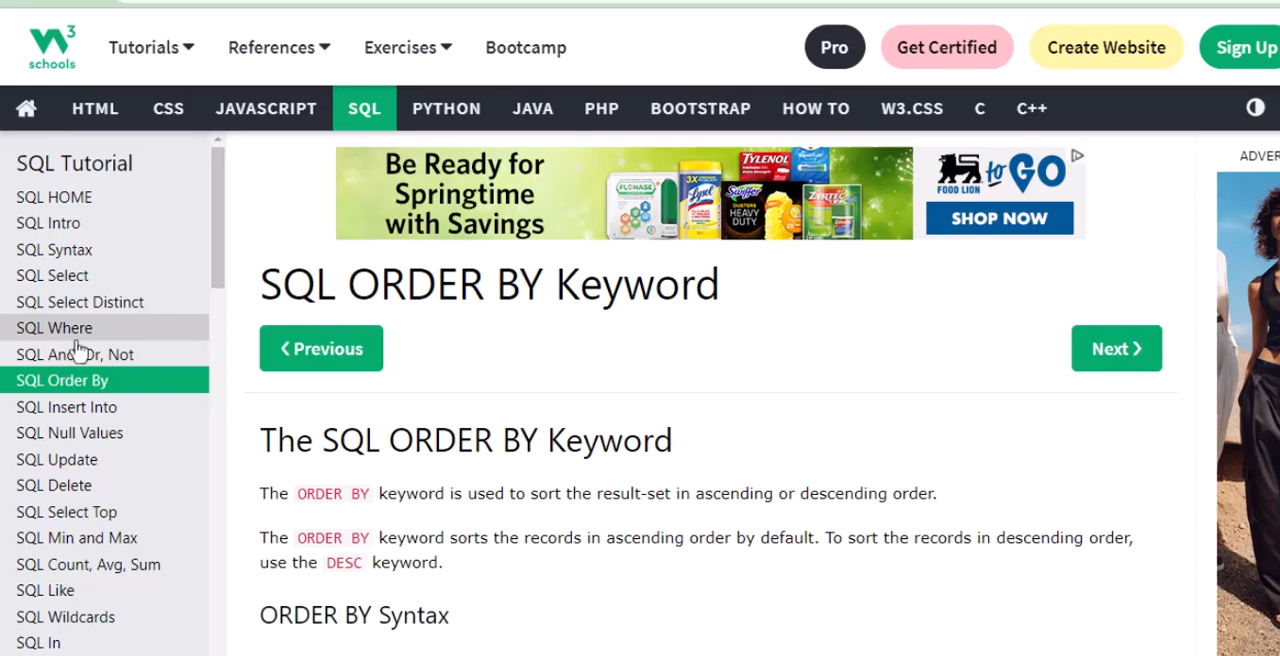 W3
schools
Tutorials
References
Exercises
Bootcamp
Pro
Get Certified
Create Website
Sign Up
HTML
CSS
JAVASCRIPT
SQL
PYTHON
JAVA
PHP
BOOTSTRAP
HOW TO
W3.CSS
C
C++
SQL Tutorial
SQL HOME
SQL Intro
SQL Syntax
SQL Select
SQL Select Distinct
SQL Where
SQL And, Or, Not
SQL Order By
SQL Insert Into
SQL Null Values
SQL Update
SQL Delete
SQL Select Top
SQL Min and Max
SQL Count, Avg, Sum
SQL Like
SQL Wildcards
SQL In
Be Ready for
Springtime
with Savings
FLONASE
3X
Lysol
TYLENOL
Swiffer
DUSTERS
HEAVY
DUTY
ZYRTEC
FOOD LION
to GO
SHOP NOW
ADVER
SQL ORDER BY Keyword
❮ Previous
Next ❯
The SQL ORDER BY Keyword
The ORDER BY keyword is used to sort the result-set in ascending or descending order.
The ORDER BY keyword sorts the records in ascending order by default. To sort the records in descending order,
use the DESC keyword.
ORDER BY Syntax